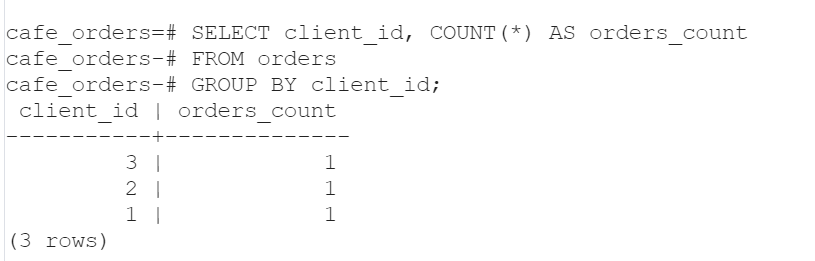 cafe_orders=# SELECT client_id, COUNT(*) AS orders_count
cafe_orders-# FROM orders
cafe_orders-# GROUP BY client_id;
 client_id | orders_count
-----------+--------------
         3 |            1
         2 |            1
         1 |            1
(3 rows)